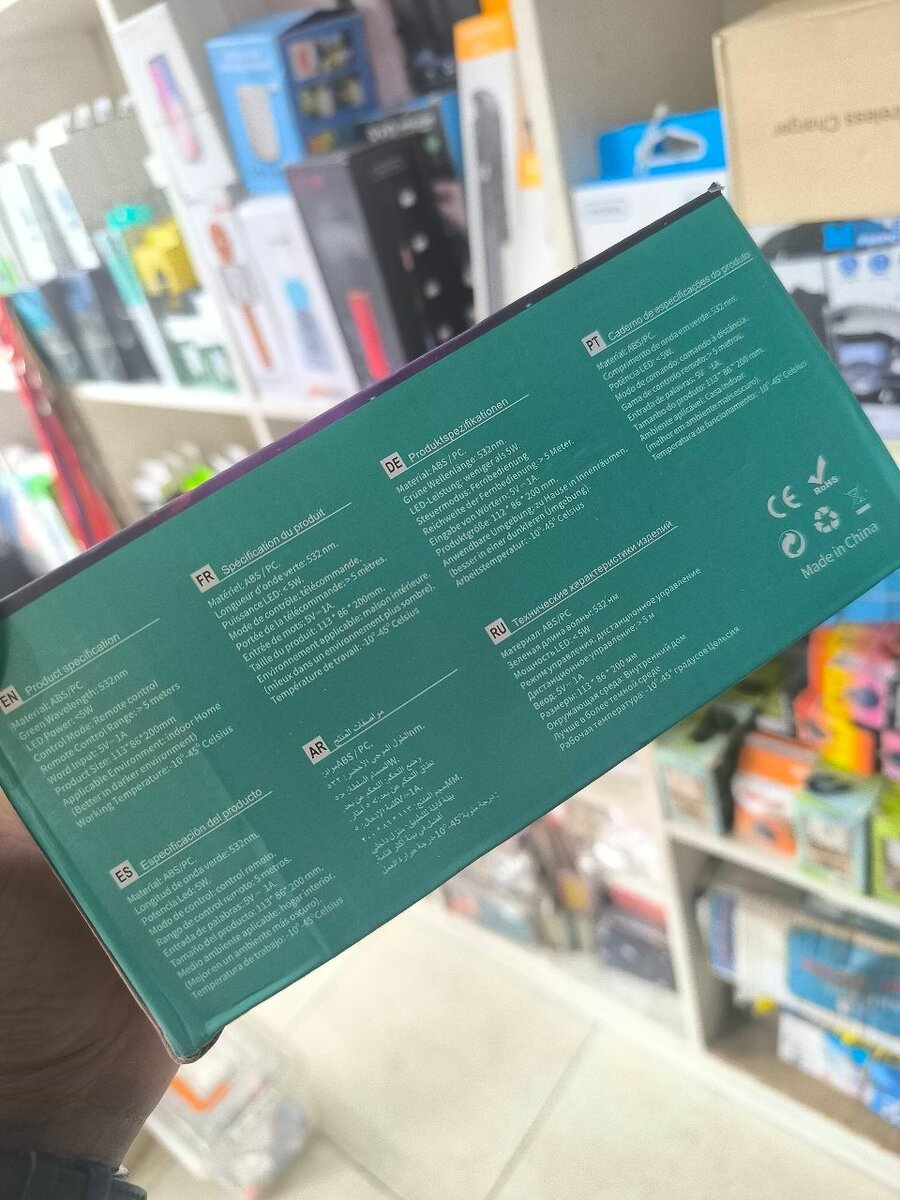 EN Product specification
Material: ABS/PC
Green Wavelength: 532nm
LED Power: <5W
Control Mode: Remote control
Remote Control Range: > 5 meters
Word Input: 5V⎓1A
Product Size: 113*86*200mm
Applicable Environment: Indoor Home
(Better in darker environment)
Working Temperature: -10°-45° Celsius
ES Especificación del producto
Material: ABS/PC.
Longitud de onda verde: 532nm.
Potencia Led: <5W.
Modo de control: control remoto.
Rango de control remoto: > 5 metros.
Entrada de palabras: 5V⎓1A.
Tamaño del producto: 113*86*200 mm.
Medio ambiente aplicable: hogar interior.
(Mejor en un ambiente más oscuro)
Temperatura de trabajo: -10°-45° Celsius
FR Spécification du produit
Matériel: ABS / PC.
Longueur d'onde verte: 532 nm.
Puissance LED: < 5W.
Mode de contrôle: télécommande.
Portée de la télécommande: > 5 mètres.
Entrée de mots: 5V⎓1A.
Taille du produit: 113*86*200mm.
Environnement applicable: maison intérieure.
(mieux dans un environnement plus sombre).
Température de travail: -10°-45° Celsius
AR مواصفات المنتج
ABS / PC.
DE Produktspezifikationen
Material: ABS / PC.
Grüne Wellenlänge: 532nm
LED-Leistung: weniger als 5W.
Steuermodus: Fernbedienung
Reichweite der Fernbedienung: > 5 Meter.
Eingabe von Wörtern: 5V⎓1A
Produktgröße: 112*86*200 mm.
Anwendbare Umgebung: zu Hause in Innenräumen.
(besser in einer dunkleren Umgebung).
Arbeitstemperatur: -10°-45° Celsius
RU Технические характеристики изделий
Материал: ABS/PC
Зеленая длина волны: 532 нм
Мощность LED: < 5W
Режим управления: дистанционное управление
Дистанционное управление: > 5 м
Ввод: 5V⎓1A
Размеры: 113*86*200 мм
Окружающая среда: Внутренний дом
Лучше в более темной среде
Рабочая температура: -10°-45° градусов Цельсия
PT Caderno de especificações do produto
Material: ABS/PC.
Comprimento de onda em verde: 532 nm.
Potência LED: <5W.
Modo de comando: comando à distância.
Gama de controlo remoto: > 5 metros.
Entrada de palavras: 5V⎓1A.
Tamanho do produto: 113*86*200 mm.
Ambiente aplicável: Casa indoor.
(melhor em ambiente mais escuro).
Temperatura de funcionamento: -10°-45° Celsius
CE
RoHS
Made in China